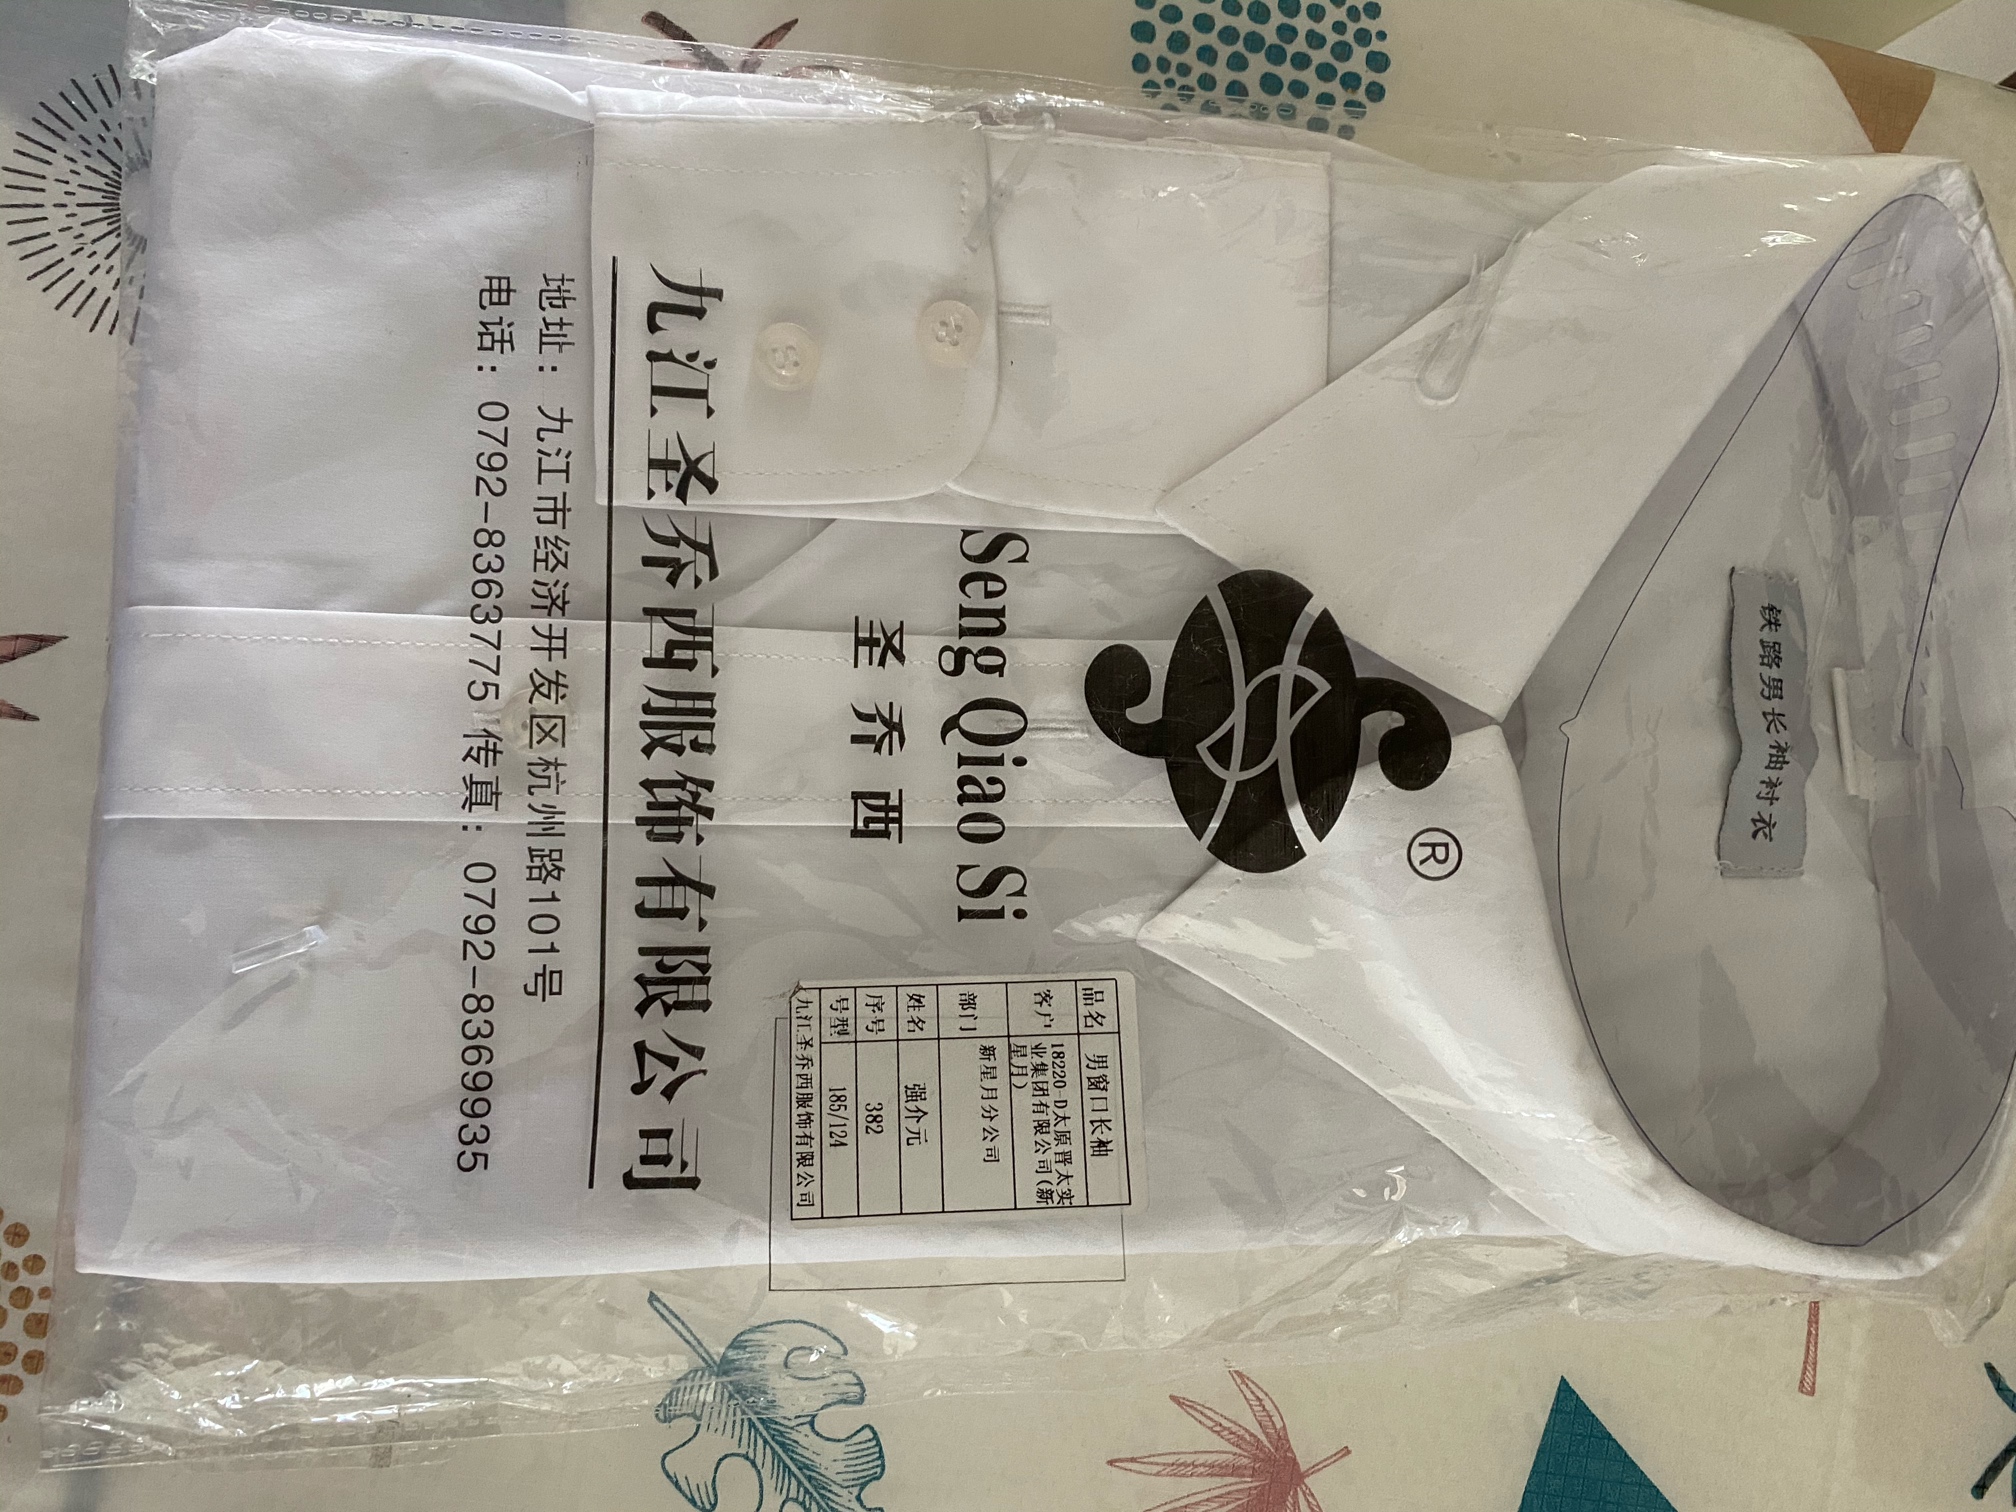 铁路男长袖衬衣
®
Seng Qiao Si
圣乔西
品名 男窗口长袖
客户 18220-D太原晋太实业集团有限公司(新星月)
部门 新星月分公司
姓名 强介元
序号 382
号型 185/124
九江圣乔西服饰有限公司
九江圣乔西服饰有限公司
地址：九江市经济开发区杭州路101号
电话：0792-8363775 传真：0792-8369935